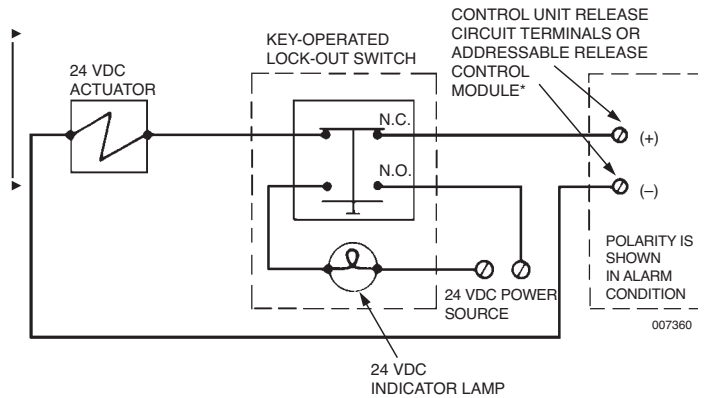 CONTROL UNIT RELEASE
CIRCUIT TERMINALS OR
ADDRESSABLE RELEASE
CONTROL
MODULE*
KEY-OPERATED
LOCK-OUT SWITCH
24 VDC
ACTUATOR
N.C.
(+)
N.O.
(–)
POLARITY IS
SHOWN
IN ALARM
CONDITION
24 VDC POWER
SOURCE
007360
24 VDC
INDICATOR LAMP